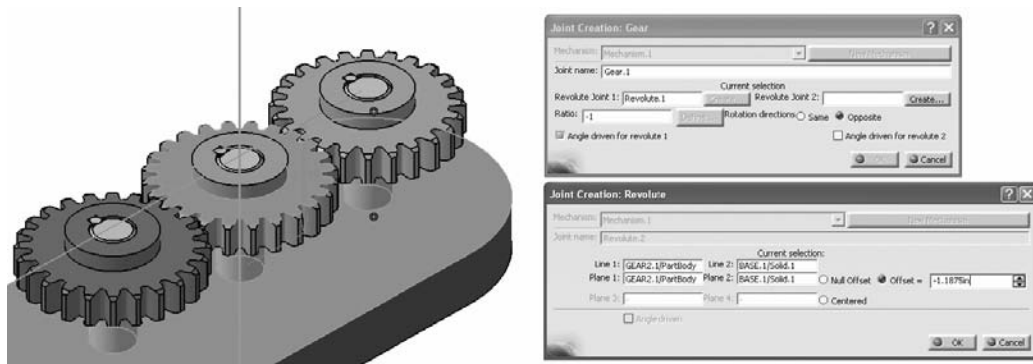 Joint Creation: Gear
Mechanism: Mechanism.1 New Mechanism
Joint name: Gear.1
Current selection
Revolute Joint 1: Revolute.1 Create... Revolute Joint 2: Create...
Ratio: -1 Define... Rotation directions: Same Opposite
Angle driven for revolute 1 Angle driven for revolute 2
OK Cancel
Joint Creation: Revolute
Mechanism: Mechanism.1 New Mechanism
Joint name: Revolute.2
Current selection:
Line 1: GEAR2.1/PartBody Line 2: BASE.1/Solid.1
Plane 1: GEAR2.1/PartBody Plane 2: BASE.1/Solid.1 Null Offset Offset = -1.1875in
Plane 3: - Plane 4: - Centered
Angle driven
OK Cancel